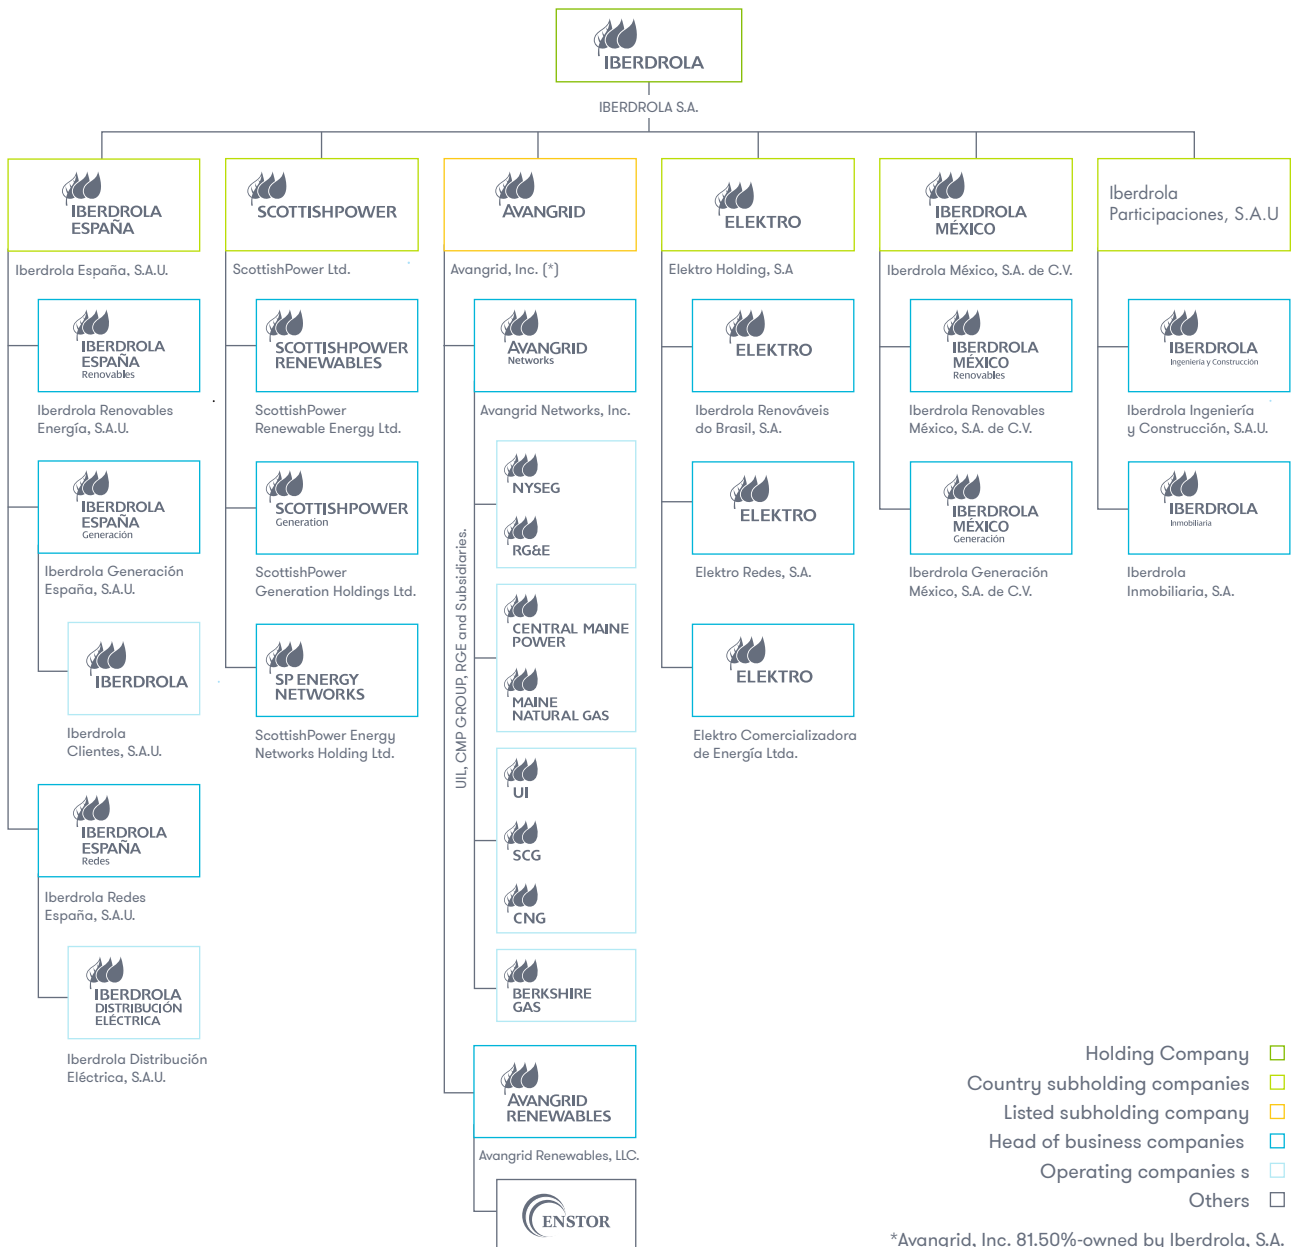 IBERDROLA
IBERDROLA S.A.
IBERDROLA
ESPAÑA
Iberdrola España, S.A.U.
IBERDROLA
ESPAÑA
Renovables
Iberdrola Renovables
Energía, S.A.U.
IBERDROLA
ESPAÑA
Generación
Iberdrola Generación
España, S.A.U.
IBERDROLA
Iberdrola
Clientes, S.A.U.
IBERDROLA
ESPAÑA
Redes
Iberdrola Redes
España, S.A.U.
IBERDROLA
DISTRIBUCIÓN
ELÉCTRICA
Iberdrola Distribución
Eléctrica, S.A.U.
SCOTTISHPOWER
ScottishPower Ltd.
SCOTTISHPOWER
RENEWABLES
ScottishPower
Renewable Energy Ltd.
SCOTTISHPOWER
Generation
ScottishPower
Generation Holdings Ltd.
SP ENERGY
NETWORKS
ScottishPower Energy
Networks Holding Ltd.
AVANGRID
Avangrid, Inc. (*)
AVANGRID
Networks
Avangrid Networks, Inc.
UIL, CMP GROUP, RGE and Subsidiaries.
NYSEG
RG&E
CENTRAL MAINE
POWER
MAINE
NATURAL GAS
UI
SCG
CNG
BERKSHIRE
GAS
AVANGRID
RENEWABLES
Avangrid Renewables, LLC.
ENSTOR
ELEKTRO
Elektro Holding, S.A
ELEKTRO
Iberdrola Renováveis
do Brasil, S.A.
ELEKTRO
Elektro Redes, S.A.
ELEKTRO
Elektro Comercializadora
de Energía Ltda.
IBERDROLA
MÉXICO
Iberdrola México, S.A. de C.V.
IBERDROLA
MÉXICO
Renovables
Iberdrola Renovables
México, S.A. de C.V.
IBERDROLA
MÉXICO
Generación
Iberdrola Generación
México, S.A. de C.V.
Iberdrola
Participaciones, S.A.U
IBERDROLA
Ingeniería y Construcción
Iberdrola Ingeniería
y Construcción, S.A.U.
IBERDROLA
Inmobiliaria
Iberdrola
Inmobiliaria, S.A.
Holding Company
Country subholding companies
Listed subholding company
Head of business companies
Operating companies s
Others
*Avangrid, Inc. 81.50%-owned by Iberdrola, S.A.